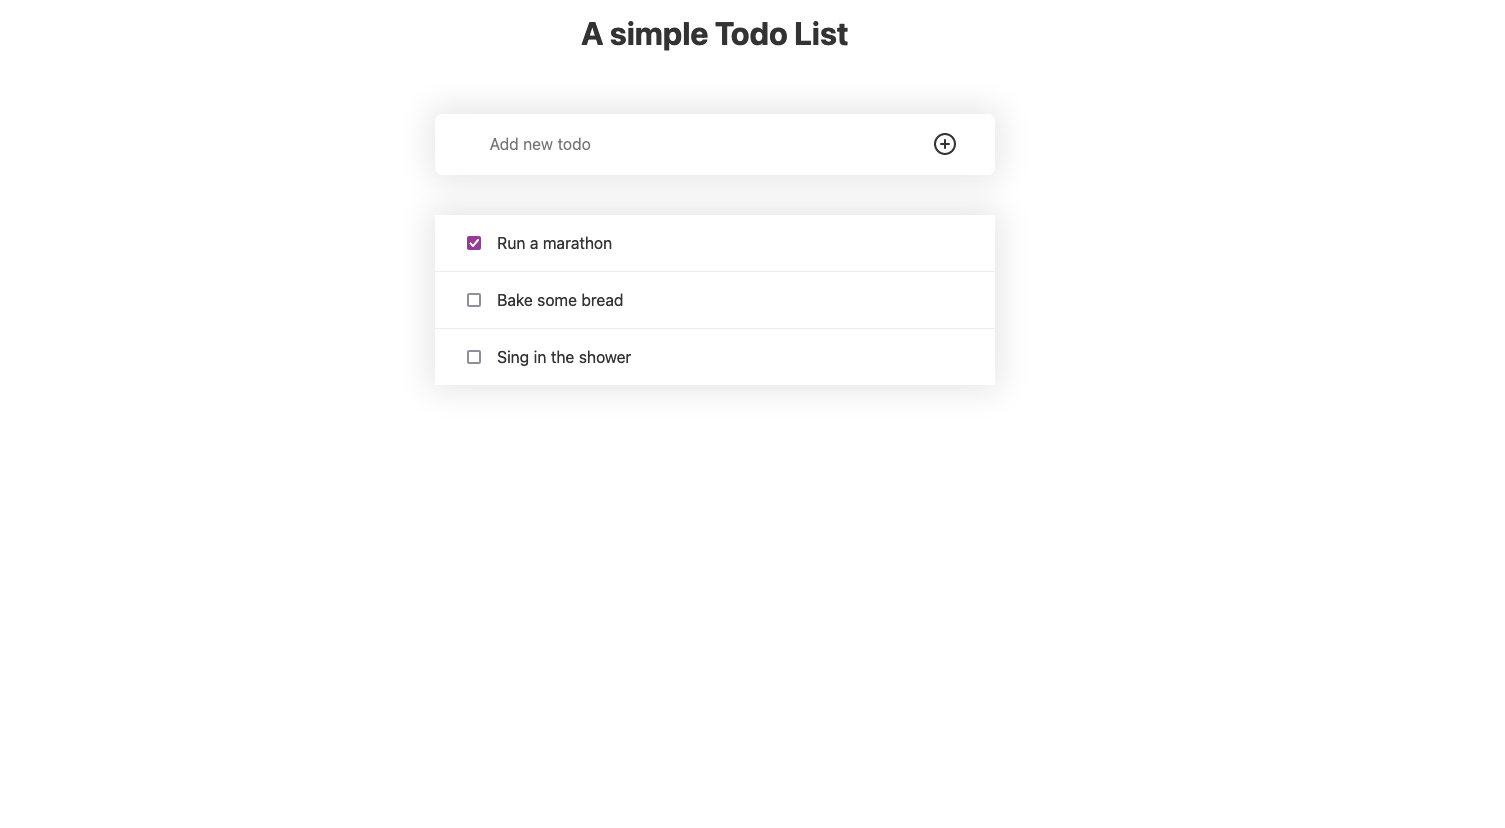 A simple Todo List
Add new todo
Run a marathon
Bake some bread
Sing in the shower